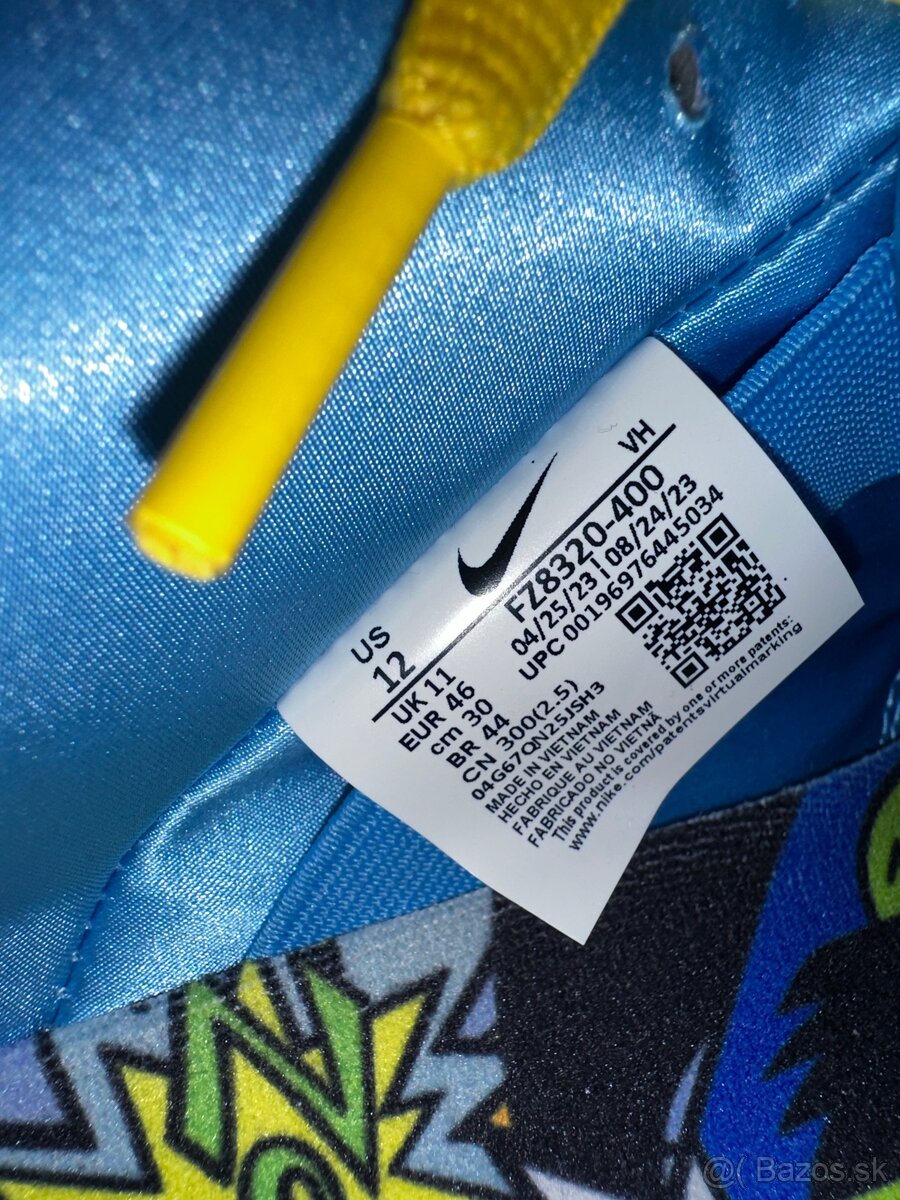 VH
US
12
FZ8320-400
UK 11
04/25/23 | 08/24/23
EUR 46
UPC 00196976445034
cm 30
BR 44
CN 300(2.5)
04G67QN25JSH3
MADE IN VIETNAM
HECHO EN VIETNAM
FABRIQUE AU VIETNAM
FABRICADO NO VIETNÃ
This product is covered by one or more patents:
www.nike.com/patentsvirtualmarking
N
@( Bazos.sk